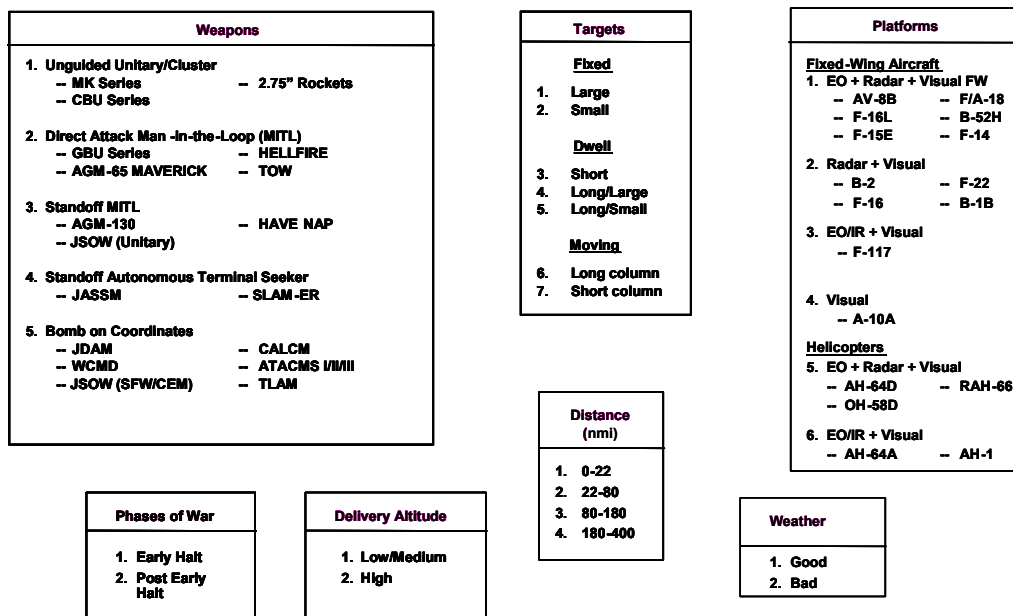 Weapons
1. Unguided Unitary/Cluster
-- MK Series -- 2.75" Rockets
-- CBU Series
2. Direct Attack Man -in-the-Loop (MITL)
-- GBU Series -- HELLFIRE
-- AGM-65 MAVERICK -- TOW
3. Standoff MITL
-- AGM-130 -- HAVE NAP
-- JSOW (Unitary)
4. Standoff Autonomous Terminal Seeker
-- JASSM -- SLAM-ER
5. Bomb on Coordinates
-- JDAM -- CALCM
-- WCMD -- ATACMS I/II/III
-- JSOW (SFW/CEM) -- TLAM
Targets
Fixed
1. Large
2. Small
Dwell
3. Short
4. Long/Large
5. Long/Small
Moving
6. Long column
7. Short column
Platforms
Fixed-Wing Aircraft
1. EO + Radar + Visual FW
-- AV-8B -- F/A-18
-- F-16L -- B-52H
-- F-15E -- F-14
2. Radar + Visual
-- B-2 -- F-22
-- F-16 -- B-1B
3. EO/IR + Visual
-- F-117
4. Visual
-- A-10A
Helicopters
5. EO + Radar + Visual
-- AH-64D -- RAH-66
-- OH-58D
6. EO/IR + Visual
-- AH-64A -- AH-1
Phases of War
1. Early Halt
2. Post Early
Halt
Delivery Altitude
1. Low/Medium
2. High
Distance
(nmi)
1. 0-22
2. 22-80
3. 80-180
4. 180-400
Weather
1. Good
2. Bad